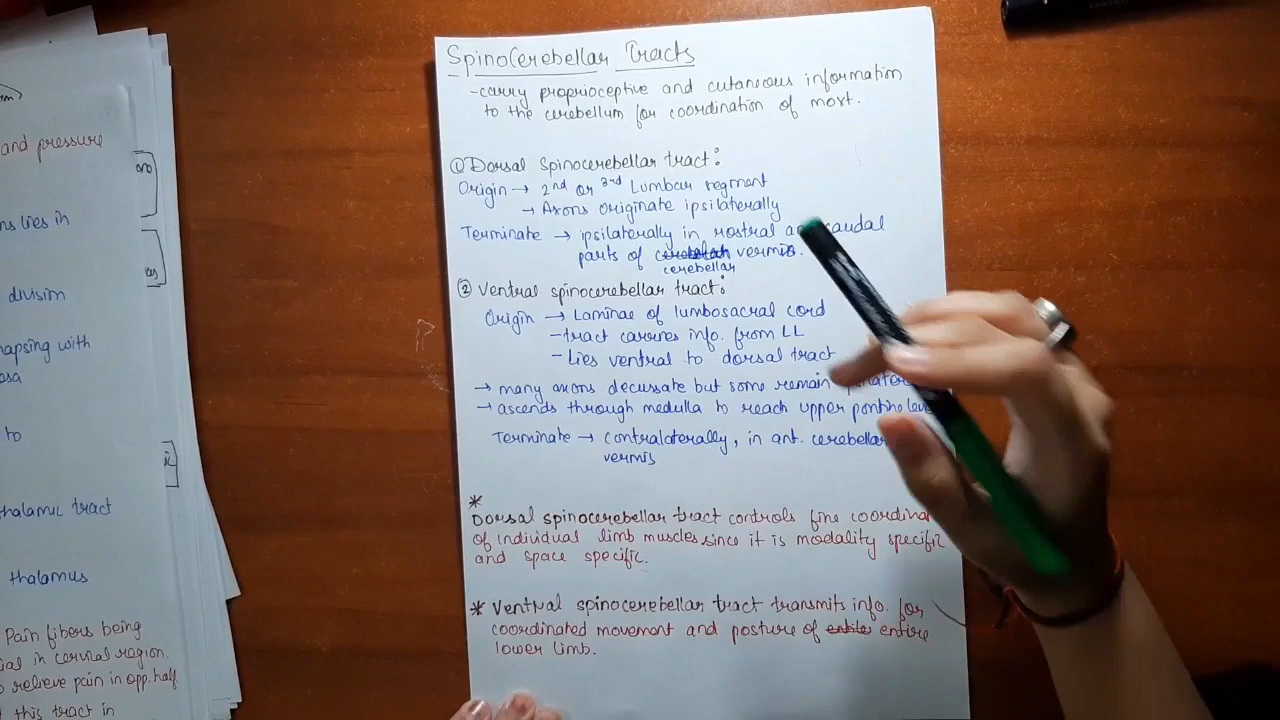 and pressure
ns lies in
division
napsing with
osa
to
thalamic tract
thalamus
Pain fibers being
in cervical region.
relieve pain in opp. half
this tract in
SpinoCerebellar Tracts
-carry proprioceptive and cutaneous information
to the cerebellum for coordination of movt.
① Dorsal Spinocerebellar tract:
Origin → 2nd or 3rd Lumbar segment
→ Axons originate ipsilaterally
Terminate → ipsilaterally in rostral and caudal
parts of vermis.
cerebellar
② Ventral spinocerebellar tract:
Origin → Laminae of lumbosacral cord
- tract carries info. from LL
- Lies ventral to dorsal tract
→ many axons decussate but some remain
→ ascends through medulla to reach upper pontine leve
Terminate → contralaterally, in ant. cerebellar
vermis
*
Dorsal spinocerebellar tract controls fine coordina
of individual limb muscles since it is modality specific
and space specific.
* Ventral spinocerebellar tract transmits info. for
coordinated movement and posture of entire
lower limb.